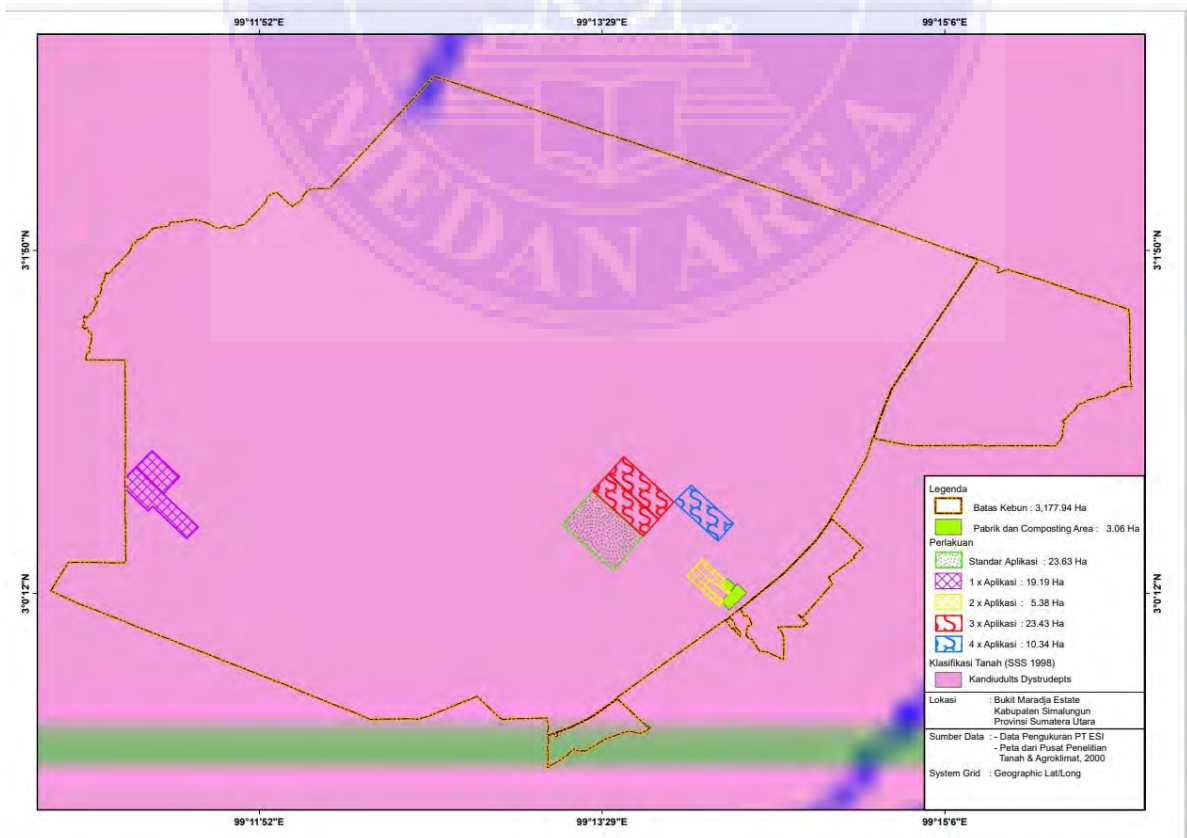 99°11'52"E
99°13'29"E
99°15'6"E
MEDAN AREA
3°1'50"N
3°1'50"N
3°0'12"N
3°0'12"N
Legenda
Batas Kebun : 3,177.94 Ha
Pabrik dan Composting Area : 3.06 Ha
Perlakuan
Standar Aplikasi : 23.63 Ha
1 x Aplikasi : 19.19 Ha
2 x Aplikasi : 5.38 Ha
3 x Aplikasi : 23.43 Ha
4 x Aplikasi : 10.34 Ha
Klasifikasi Tanah (SSS 1998)
Kandiudults Dystrudepts
Lokasi : Bukit Maradja Estate
Kabupaten Simalungun
Provinsi Sumatera Utara
Sumber Data : - Data Pengukuran PT ESI
- Peta dari Pusat Penelitian
Tanah & Agroklimat, 2000
System Grid : Geographic Lat/Long
99°11'52"E
99°13'29"E
99°15'6"E